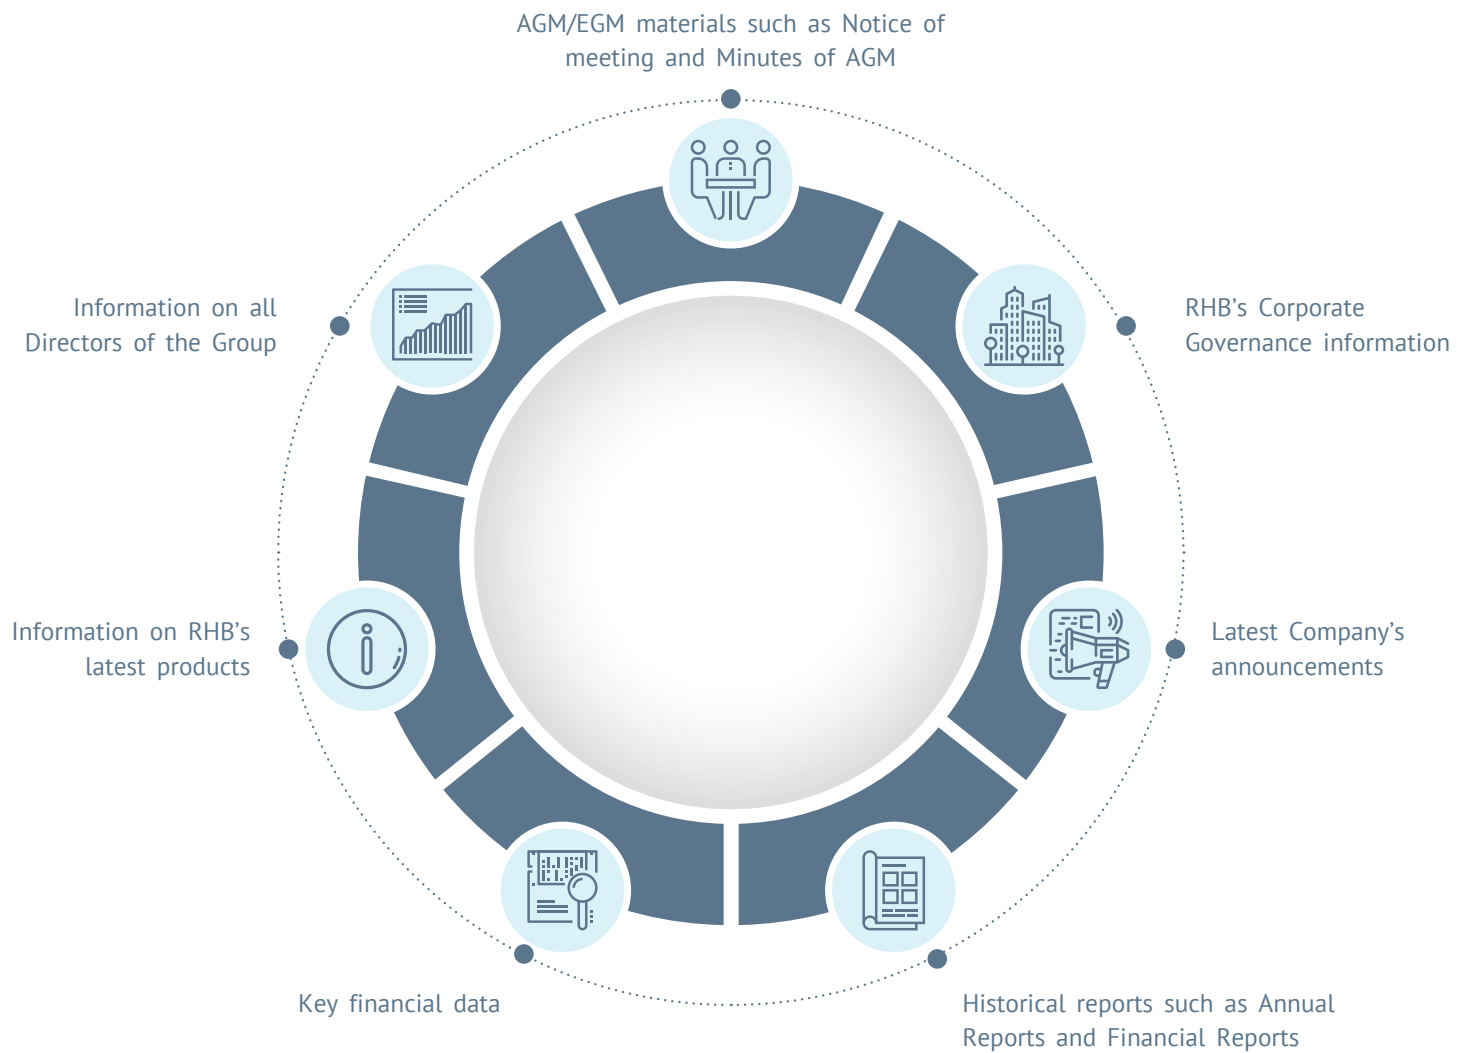 AGM/EGM materials such as Notice of
meeting and Minutes of AGM
RHB’s Corporate
Governance information
Latest Company’s
announcements
Historical reports such as Annual
Reports and Financial Reports
Key financial data
Information on RHB’s
latest products
Information on all
Directors of the Group